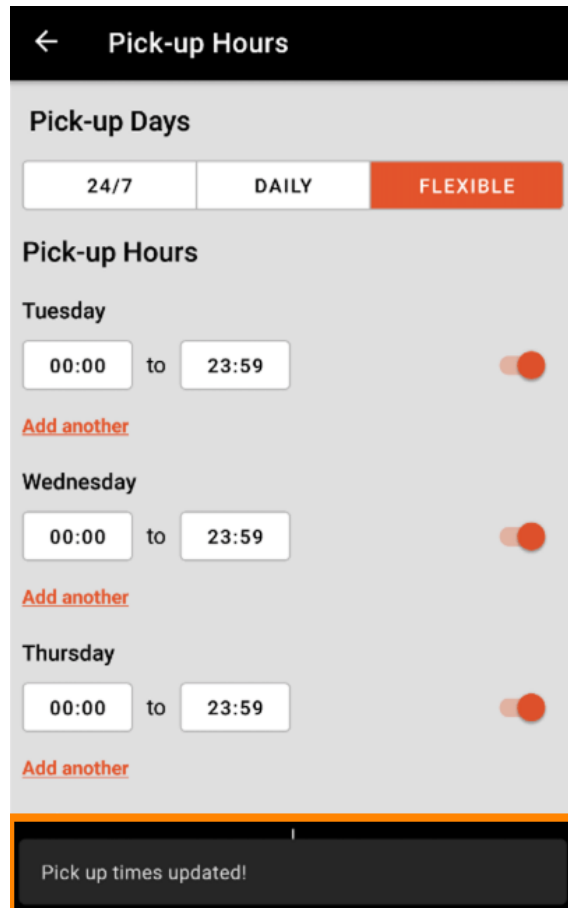 Pick-up Hours
Pick-up Days
24/7 DAILY FLEXIBLE
Pick-up Hours
Tuesday
00:00 to 23:59
Add another
Wednesday
00:00 to 23:59
Add another
Thursday
00:00 to 23:59
Add another
Pick up times updated!